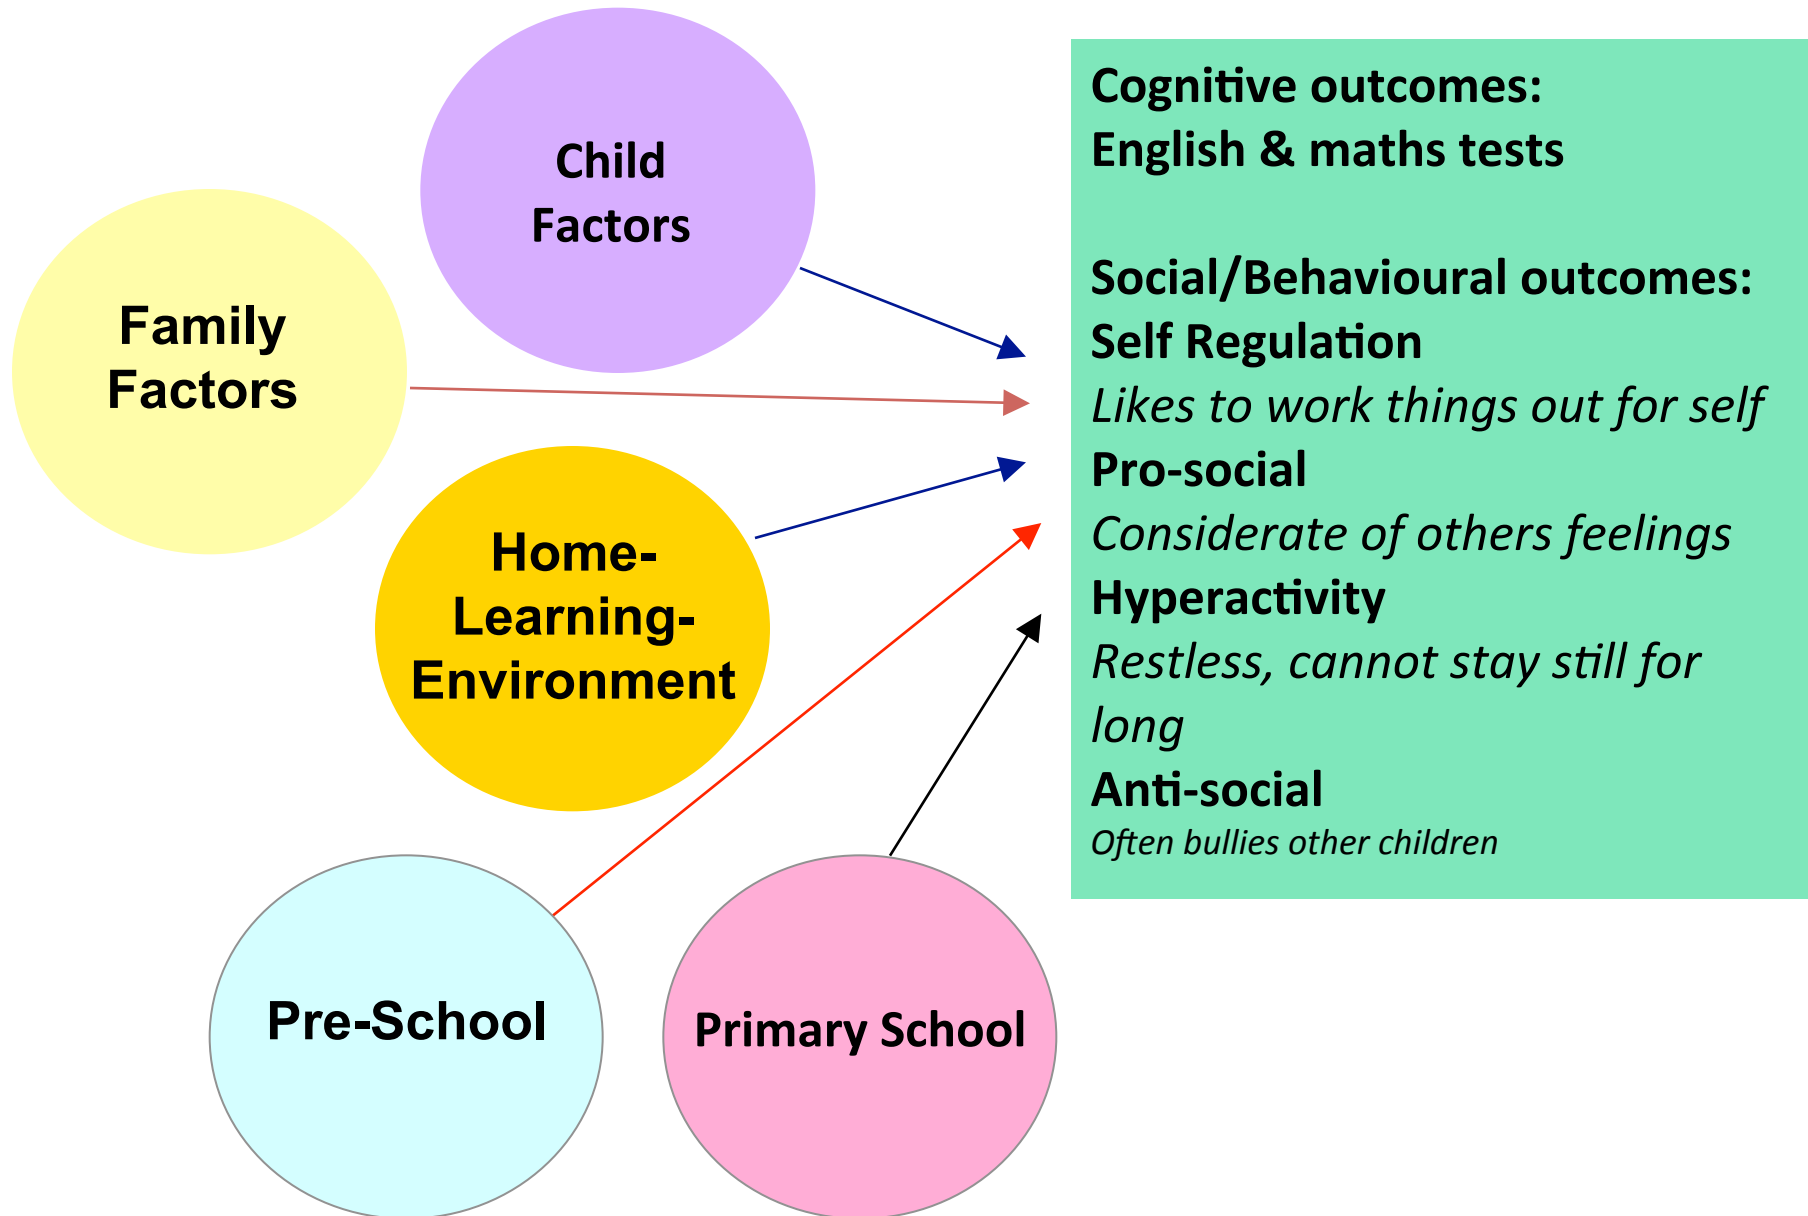 Child
Factors
Family
Factors
Home-
Learning-
Environment
Pre-School
Primary School
Cognitive outcomes:
English & maths tests
Social/Behavioural outcomes:
Self Regulation
Likes to work things out for self
Pro-social
Considerate of others feelings
Hyperactivity
Restless, cannot stay still for
long
Anti-social
Often bullies other children